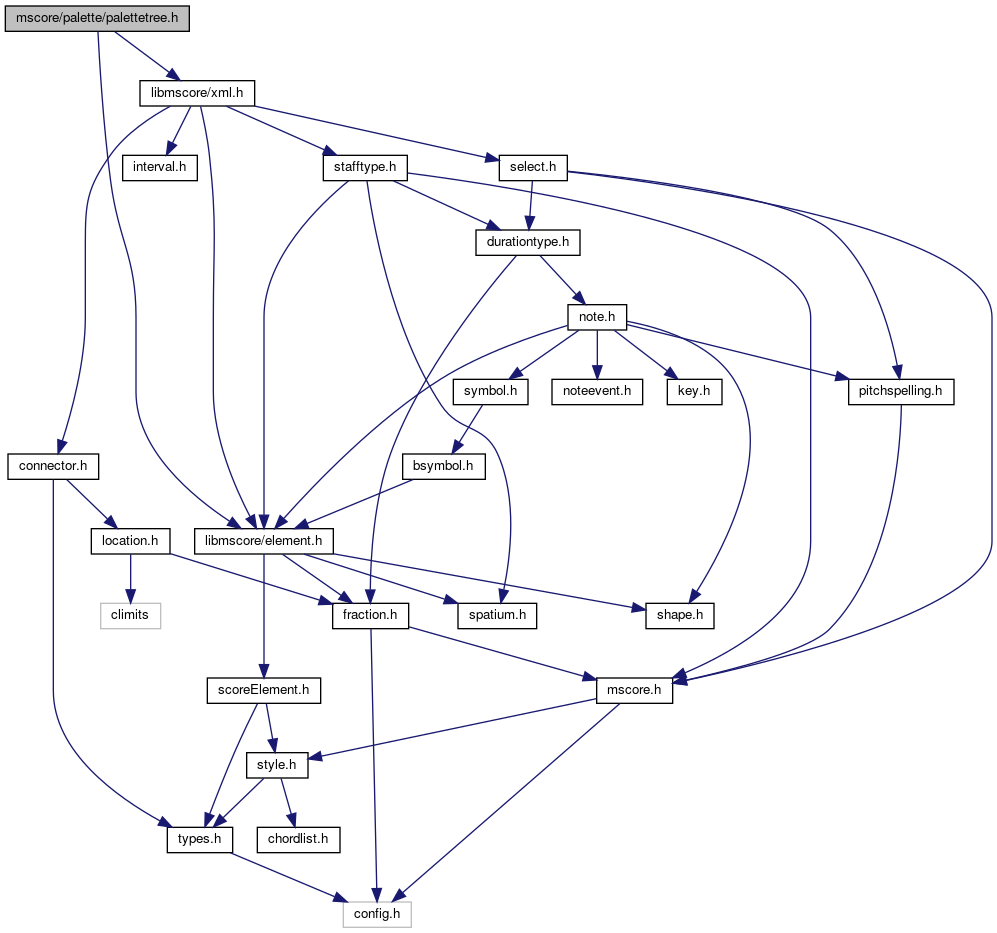 mscore/palette/palettetree.h
libmscore/xml.h
interval.h
stafftype.h
select.h
durationtype.h
note.h
symbol.h
noteevent.h
key.h
pitchspelling.h
connector.h
bsymbol.h
location.h
libmscore/element.h
climits
fraction.h
spatium.h
shape.h
scoreElement.h
mscore.h
style.h
types.h
chordlist.h
config.h